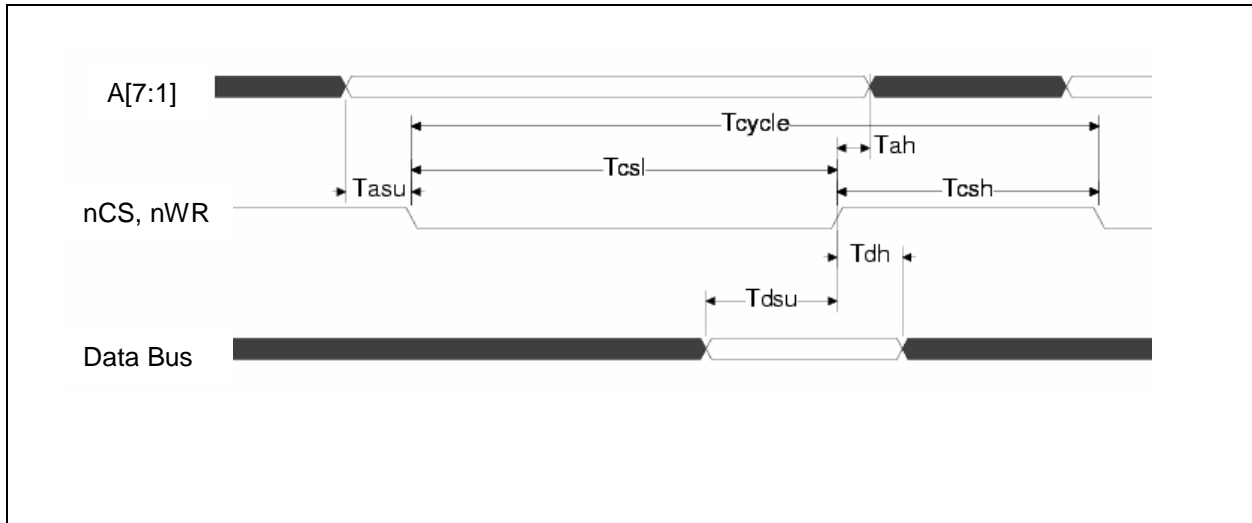 A[7:1]
Tcycle
Tah
Tcsl
Tasu
Tcsh
nCS, nWR
Tdh
Tdsu
Data Bus